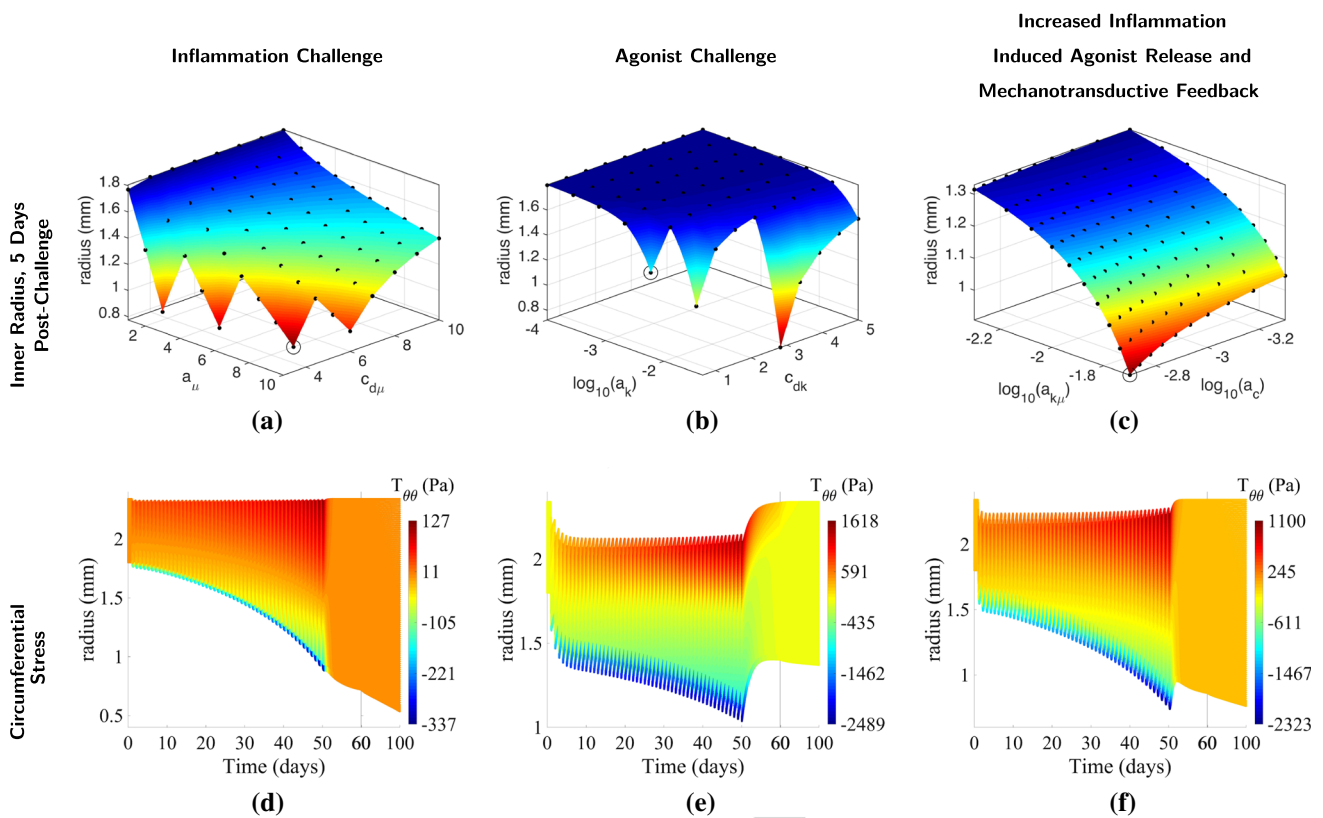 Increased Inflammation
Inflammation Challenge
Agonist Challenge
Induced Agonist Release and
Mechanotransductive Feedback
Inner Radius, 5 Days
Post-Challenge
radius (mm)
1.8
1.6
1.4
1.2
1
0.8
2
4
6
8
10
a_μ
4
6
8
10
c_dμ
(a)
radius (mm)
1.6
1.4
1.2
1
0.8
-4
-3
-2
log10(a_k)
1
2
3
4
5
c_dk
(b)
radius (mm)
1.3
1.2
1.1
1
-2.2
-2
-1.8
log10(a_kμ)
-2.8
-3
-3.2
log10(a_c)
(c)
Circumferential
Stress
radius (mm)
2
1.5
1
0.5
0 10 20 30 40 50 60 100
Time (days)
T_θθ (Pa)
127
11
-105
-221
-337
(d)
radius (mm)
2
1.5
1
0 10 20 30 40 50 60 100
Time (days)
T_θθ (Pa)
1618
591
-435
-1462
-2489
(e)
radius (mm)
2
1.5
1
0 10 20 30 40 50 60 100
Time (days)
T_θθ (Pa)
1100
245
-611
-1467
-2323
(f)